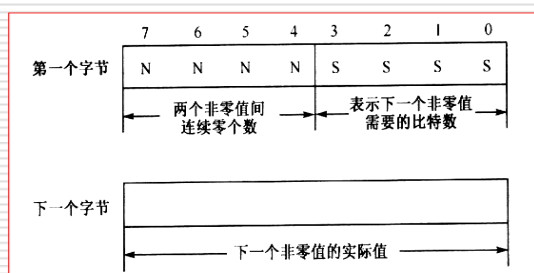 7 6 5 4 3 2 1 0
第一个字节 N N N N S S S S
两个非零值间 表示下一个非零值
连续零个数 需要的比特数
下一个字节
下一个非零值的实际值